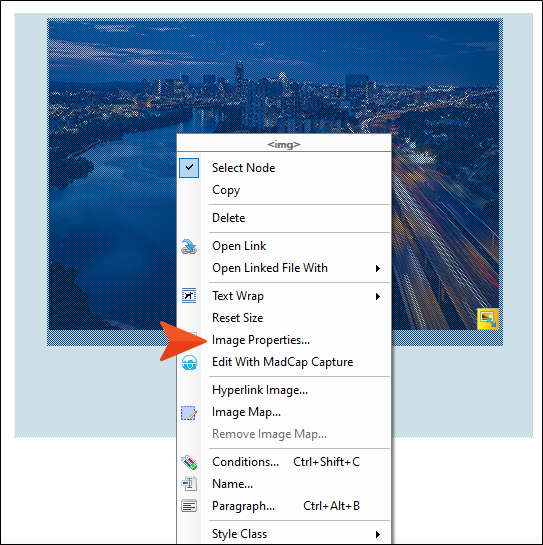 <img>
Select Node
Copy
Delete
Open Link
Open Linked File With
Text Wrap
Reset Size
Image Properties...
Edit With MadCap Capture
Hyperlink Image...
Image Map...
Remove Image Map...
Conditions... Ctrl+Shift+C
Name...
Paragraph... Ctrl+Alt+B
Style Class